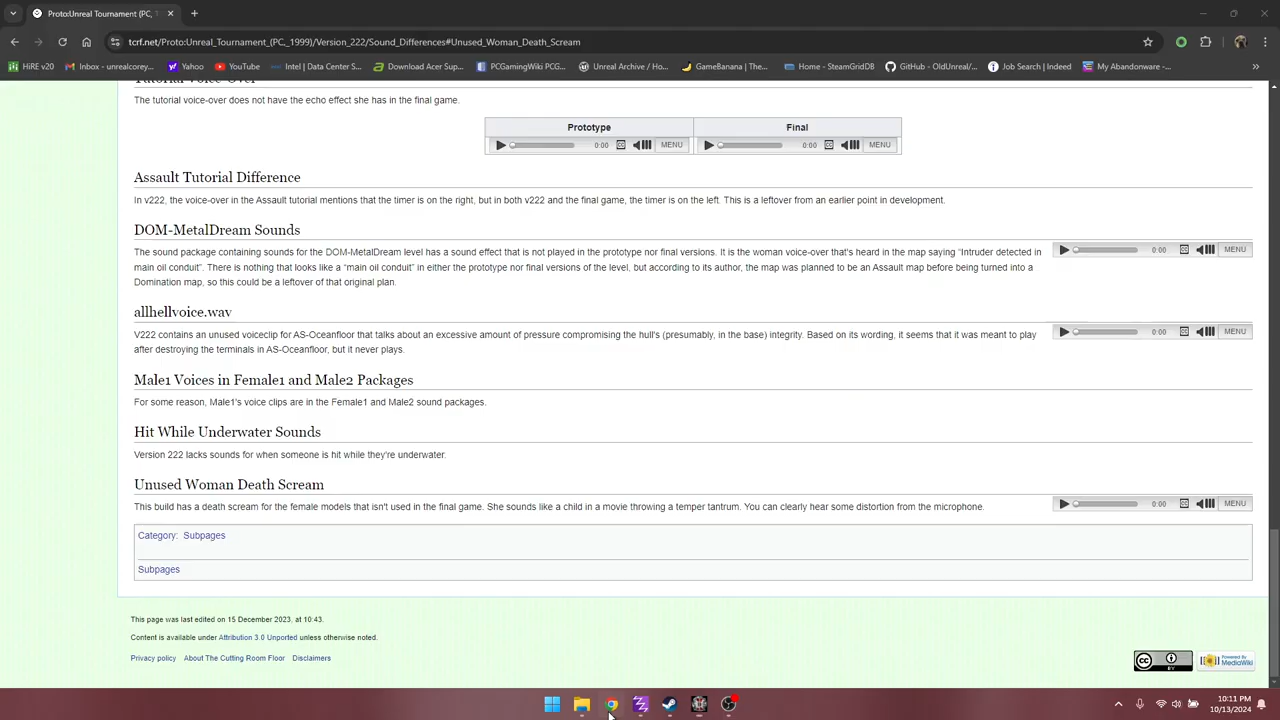 Proto:Unreal Tournament (PC, 1
tcrf.net/Proto:Unreal_Tournament_(PC,_1999)/Version_222/Sound_Differences#Unused_Woman_Death_Scream
HiRE v20
Inbox - unrealcorey...
Yahoo
YouTube
Intel | Data Center S...
Download Acer Sup...
PCGamingWiki PCG...
Unreal Archive / Ho...
GameBanana | The...
Home - SteamGridDB
GitHub - OldUnreal/...
Job Search | Indeed
My Abandonware -...
Tutorial Voice-Over
The tutorial voice-over does not have the echo effect she has in the final game.
Prototype Final
0:00 MENU 0:00 MENU
Assault Tutorial Difference
In v222, the voice-over in the Assault tutorial mentions that the timer is on the right, but in both v222 and the final game, the timer is on the left. This is a leftover from an earlier point in development.
DOM-MetalDream Sounds
The sound package containing sounds for the DOM-MetalDream level has a sound effect that is not played in the prototype nor final versions. It is the woman voice-over that's heard in the map saying "Intruder detected in
main oil conduit". There is nothing that looks like a "main oil conduit" in either the prototype nor final versions of the level, but according to its author, the map was planned to be an Assault map before being turned into a
Domination map, so this could be a leftover of that original plan.
0:00 MENU
allhellvoice.wav
V222 contains an unused voiceclip for AS-Oceanfloor that talks about an excessive amount of pressure compromising the hull's (presumably, in the base) integrity. Based on its wording, it seems that it was meant to play
after destroying the terminals in AS-Oceanfloor, but it never plays.
0:00 MENU
Male1 Voices in Female1 and Male2 Packages
For some reason, Male1's voice clips are in the Female1 and Male2 sound packages.
Hit While Underwater Sounds
Version 222 lacks sounds for when someone is hit while they're underwater.
Unused Woman Death Scream
This build has a death scream for the female models that isn't used in the final game. She sounds like a child in a movie throwing a temper tantrum. You can clearly hear some distortion from the microphone.
0:00 MENU
Category: Subpages
Subpages
This page was last edited on 15 December 2023, at 10:43.
Content is available under Attribution 3.0 Unported unless otherwise noted.
Privacy policy About The Cutting Room Floor Disclaimers
CC BY
Powered By MediaWiki
10:11 PM
10/13/2024